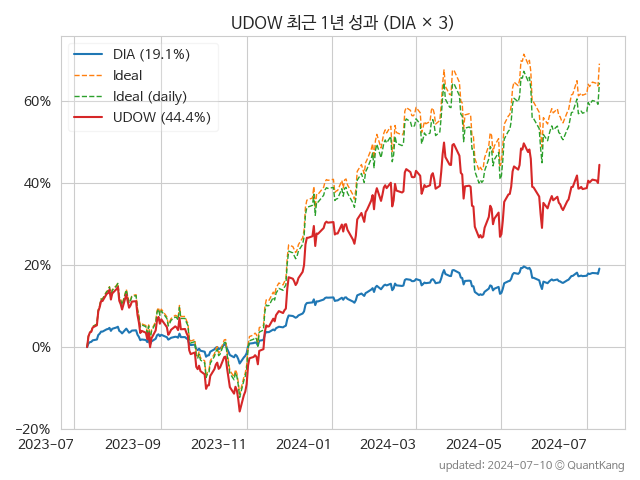 UDOW 최근 1년 성과 (DIA × 3)
DIA (19.1%)
Ideal
Ideal (daily)
UDOW (44.4%)
60%
40%
20%
0%
−20%
2023-07
2023-09
2023-11
2024-01
2024-03
2024-05
2024-07
updated: 2024-07-10 © QuantKang